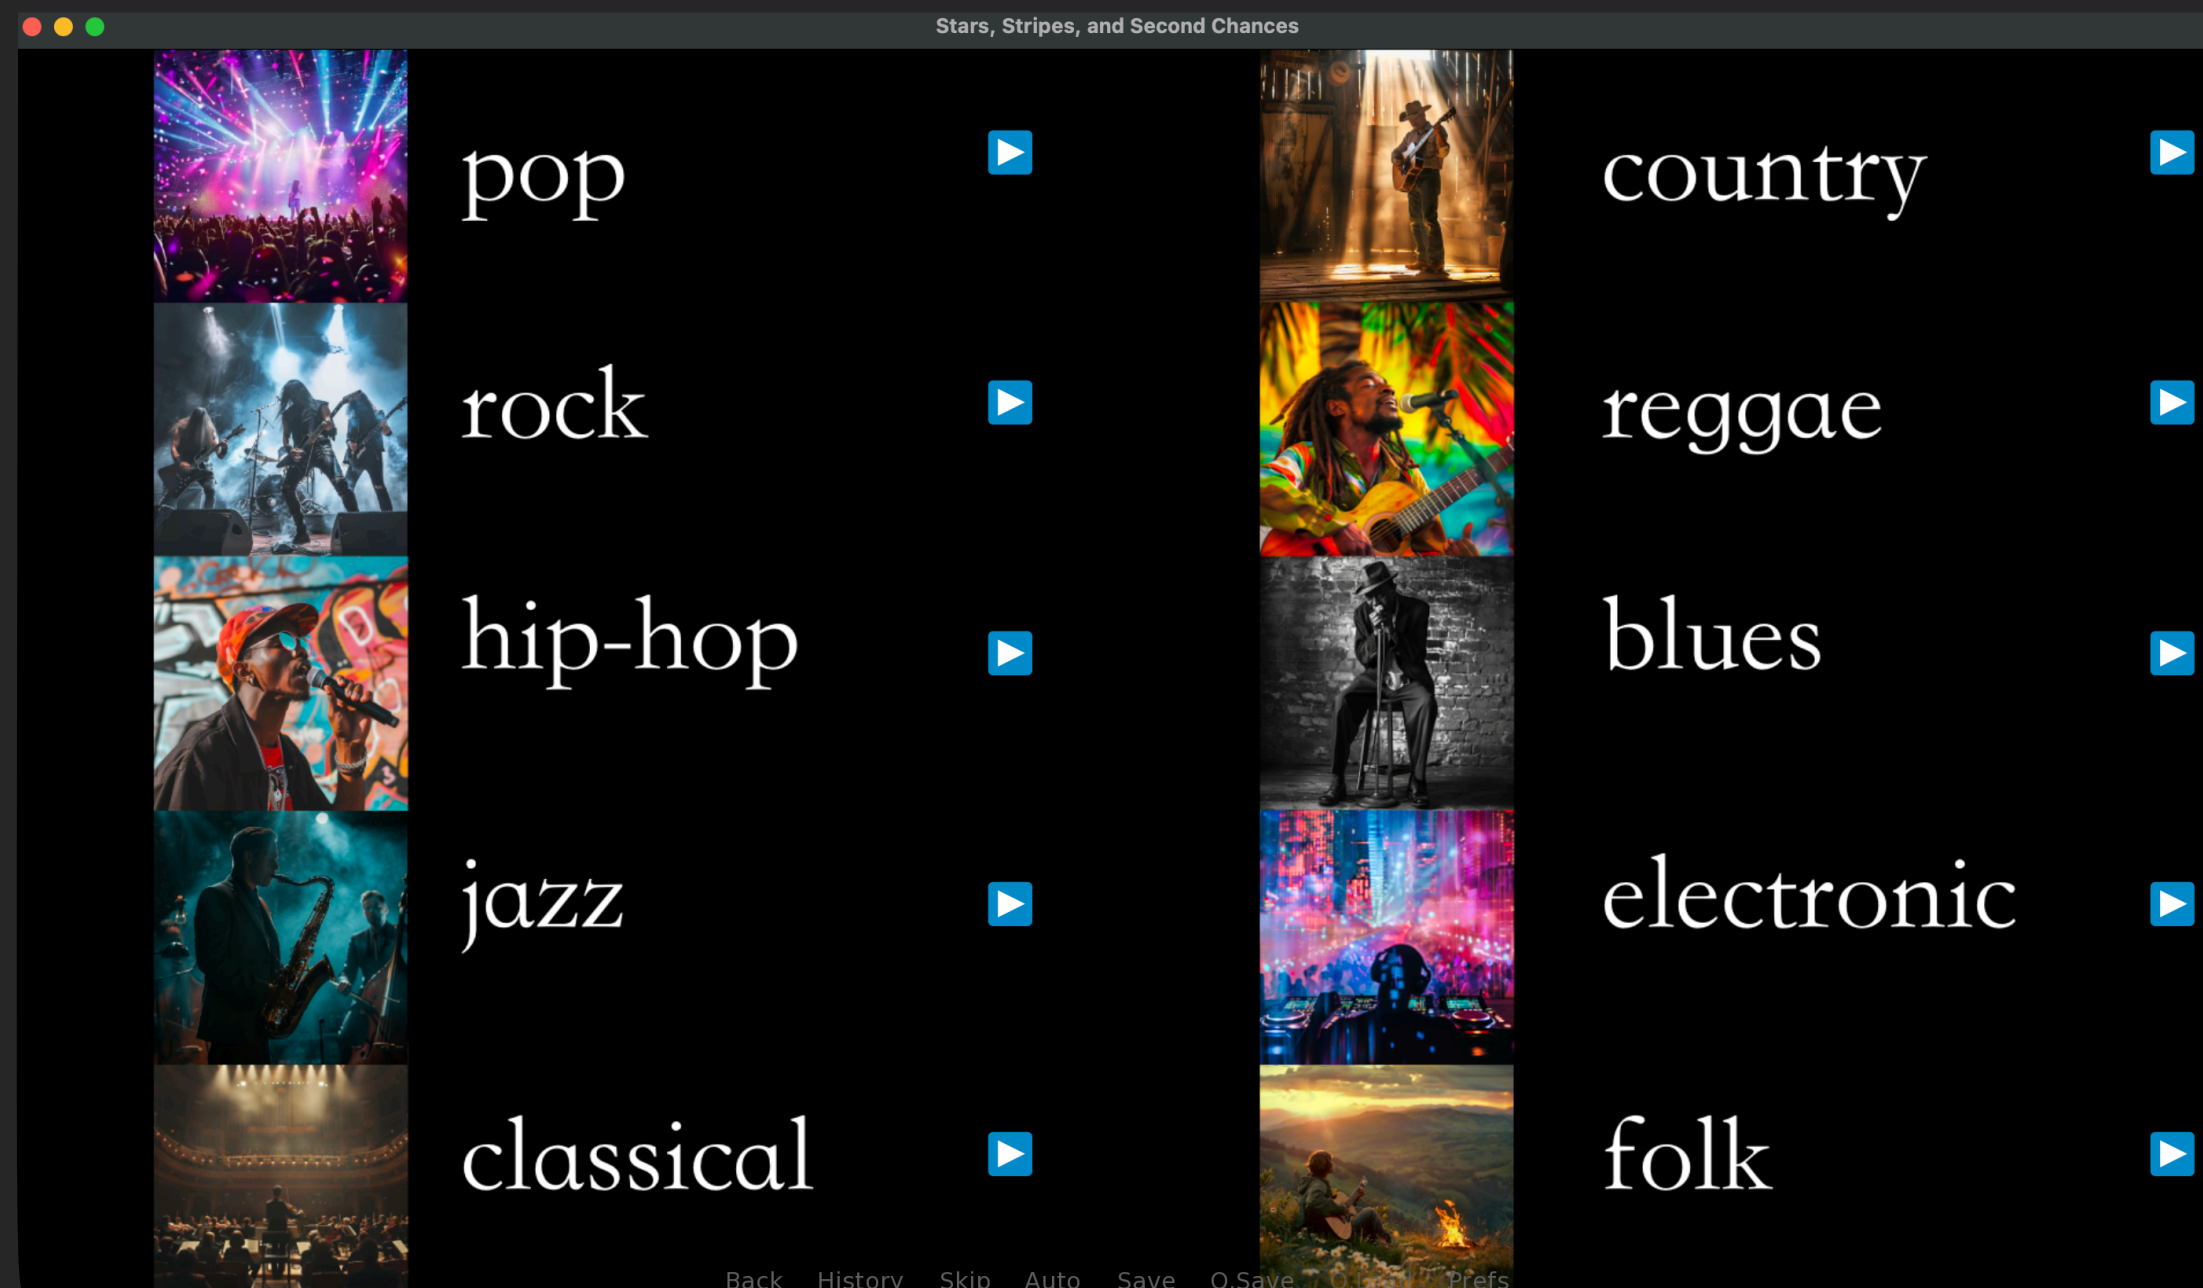 Stars, Stripes, and Second Chances
pop
country
rock
reggae
hip-hop
blues
jazz
electronic
classical
folk
Back History Skip Auto Save Q.Save Prefs